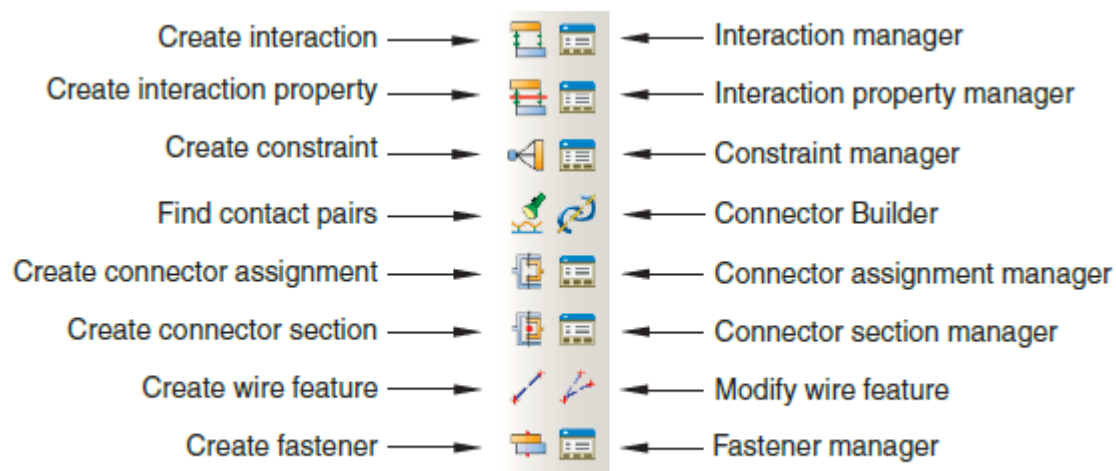 Create interaction
Interaction manager
Create interaction property
Interaction property manager
Create constraint
Constraint manager
Find contact pairs
Connector Builder
Create connector assignment
Connector assignment manager
Create connector section
Connector section manager
Create wire feature
Modify wire feature
Create fastener
Fastener manager